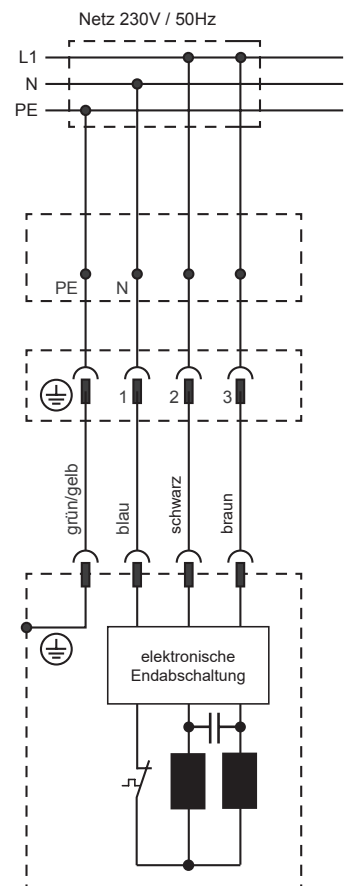 Netz 230V / 50Hz
L1
N
PE
PE N
1 2 3
grün/gelb
blau
schwarz
braun
elektronische
Endabschaltung